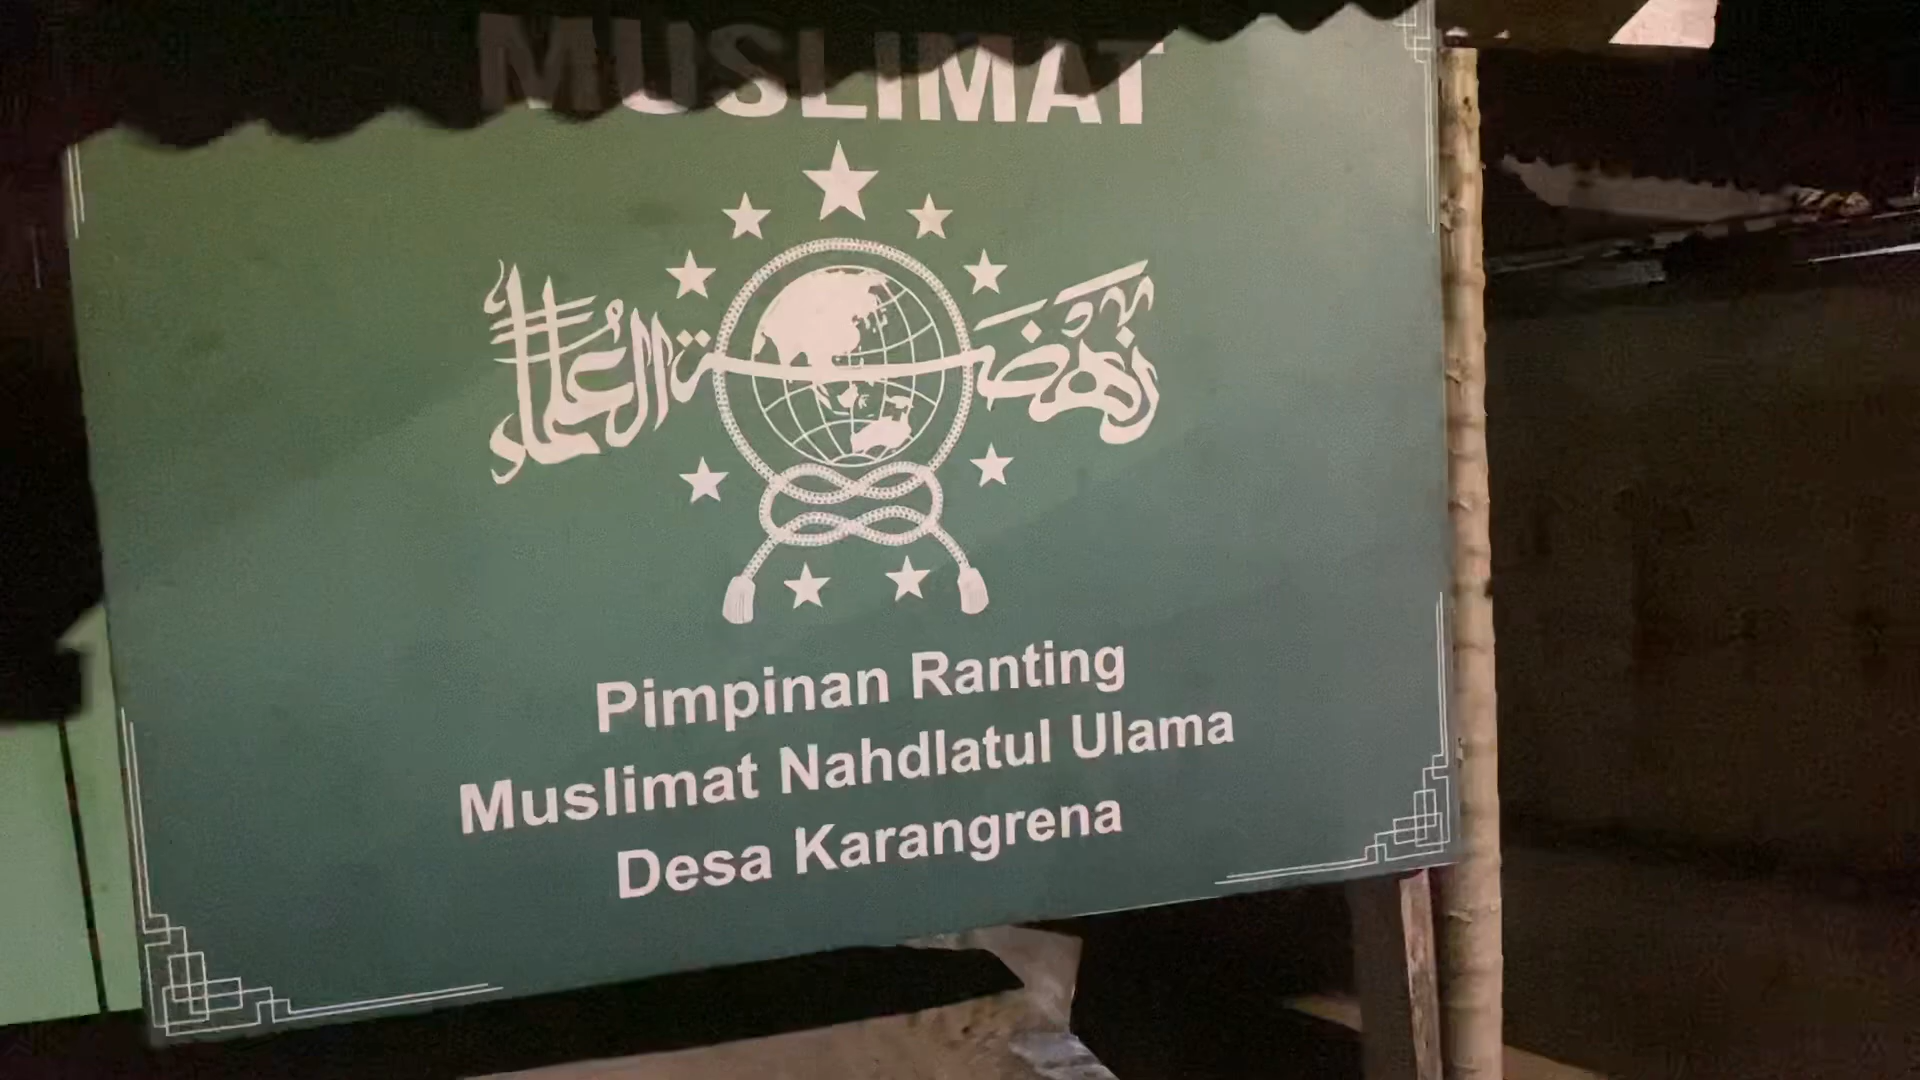 MUSLIMAT
نهضة العلماء
Pimpinan Ranting
Muslimat Nahdlatul Ulama
Desa Karangrena